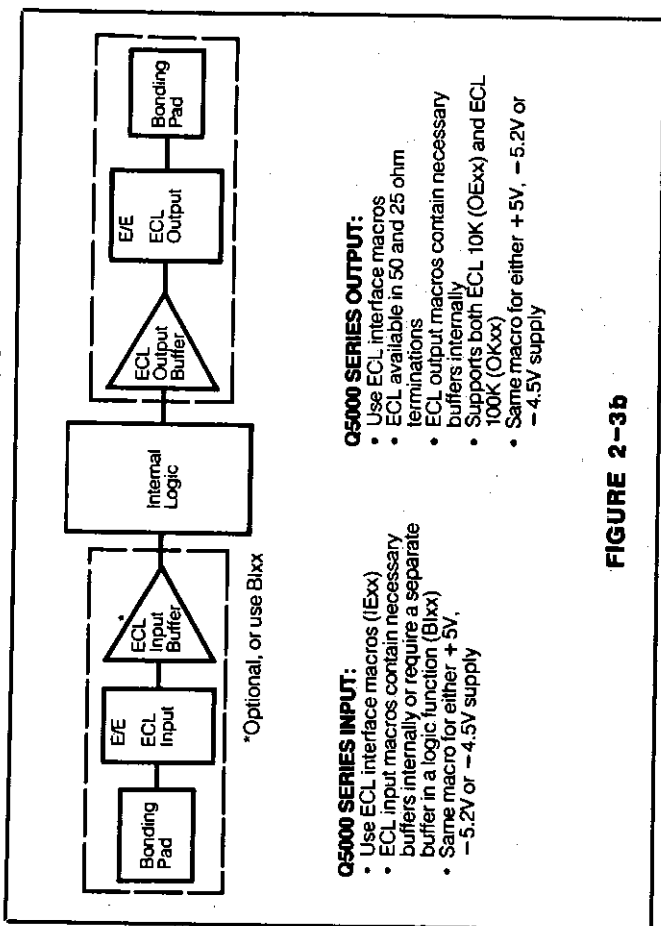 Bonding
Pad
E/E
ECL
Input
*
ECL
Input
Buffer
Internal
Logic
ECL
Output
Buffer
E/E
ECL
Output
Bonding
Pad
*Optional, or use BIxx
Q5000 SERIES INPUT:
• Use ECL interface macros (IExx)
• ECL input macros contain necessary
buffers internally or require a separate
buffer in a logic function (BIxx)
• Same macro for either +5V,
−5.2V or −4.5V supply
Q5000 SERIES OUTPUT:
• Use ECL interface macros
• ECL available in 50 and 25 ohm
terminations
• ECL output macros contain necessary
buffers internally
• Supports both ECL 10K (OExx) and ECL
100K (OKxx)
• Same macro for either +5V, −5.2V or
−4.5V supply
FIGURE 2-3b